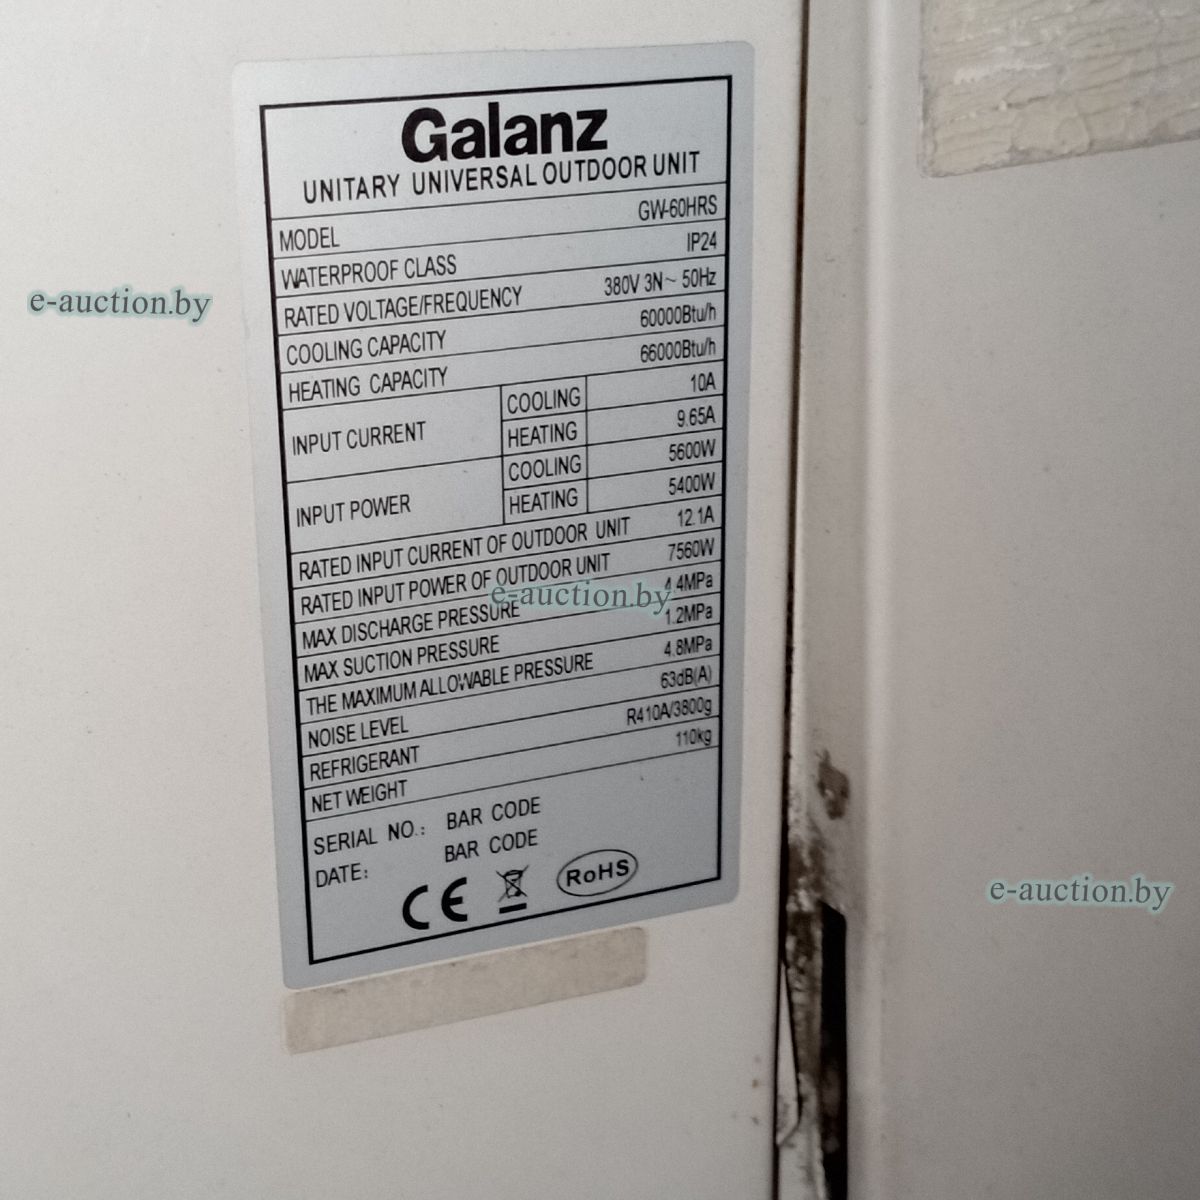 Galanz
UNITARY UNIVERSAL OUTDOOR UNIT
MODEL GW-60HRS
WATERPROOF CLASS IP24
RATED VOLTAGE/FREQUENCY 380V 3N~ 50Hz
COOLING CAPACITY 60000Btu/h
HEATING CAPACITY 66000Btu/h
INPUT CURRENT COOLING 10A
HEATING 9.65A
INPUT POWER COOLING 5600W
HEATING 5400W
RATED INPUT CURRENT OF OUTDOOR UNIT 12.1A
RATED INPUT POWER OF OUTDOOR UNIT 7560W
MAX DISCHARGE PRESSURE 4.4MPa
MAX SUCTION PRESSURE 1.2MPa
THE MAXIMUM ALLOWABLE PRESSURE 4.8MPa
NOISE LEVEL 63dB(A)
REFRIGERANT R410A/3800g
NET WEIGHT 110kg
SERIAL NO.: BAR CODE
DATE: BAR CODE
CE RoHS
e-auction.by
e-auction.by
e-auction.by